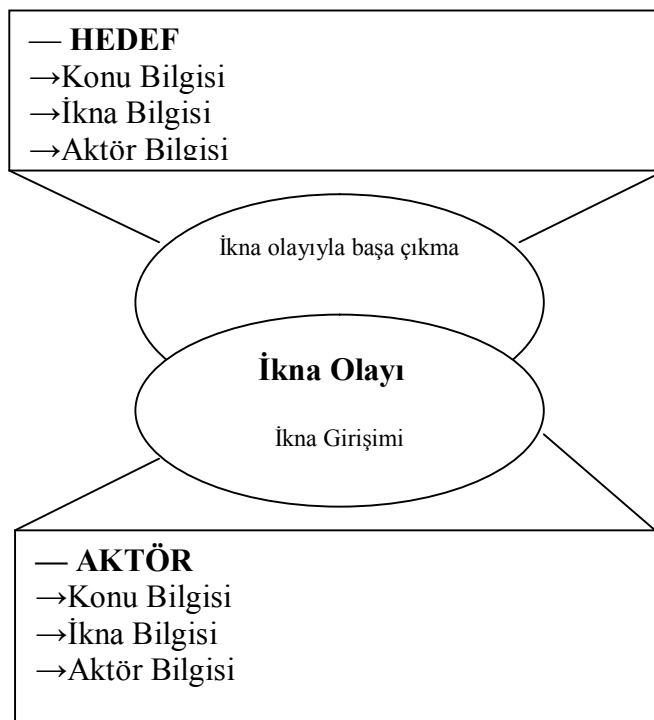 — HEDEF
→Konu Bilgisi
→İkna Bilgisi
→Aktör Bilgisi
İkna olayıyla başa çıkma
İkna Olayı
İkna Girişimi
— AKTÖR
→Konu Bilgisi
→İkna Bilgisi
→Aktör Bilgisi